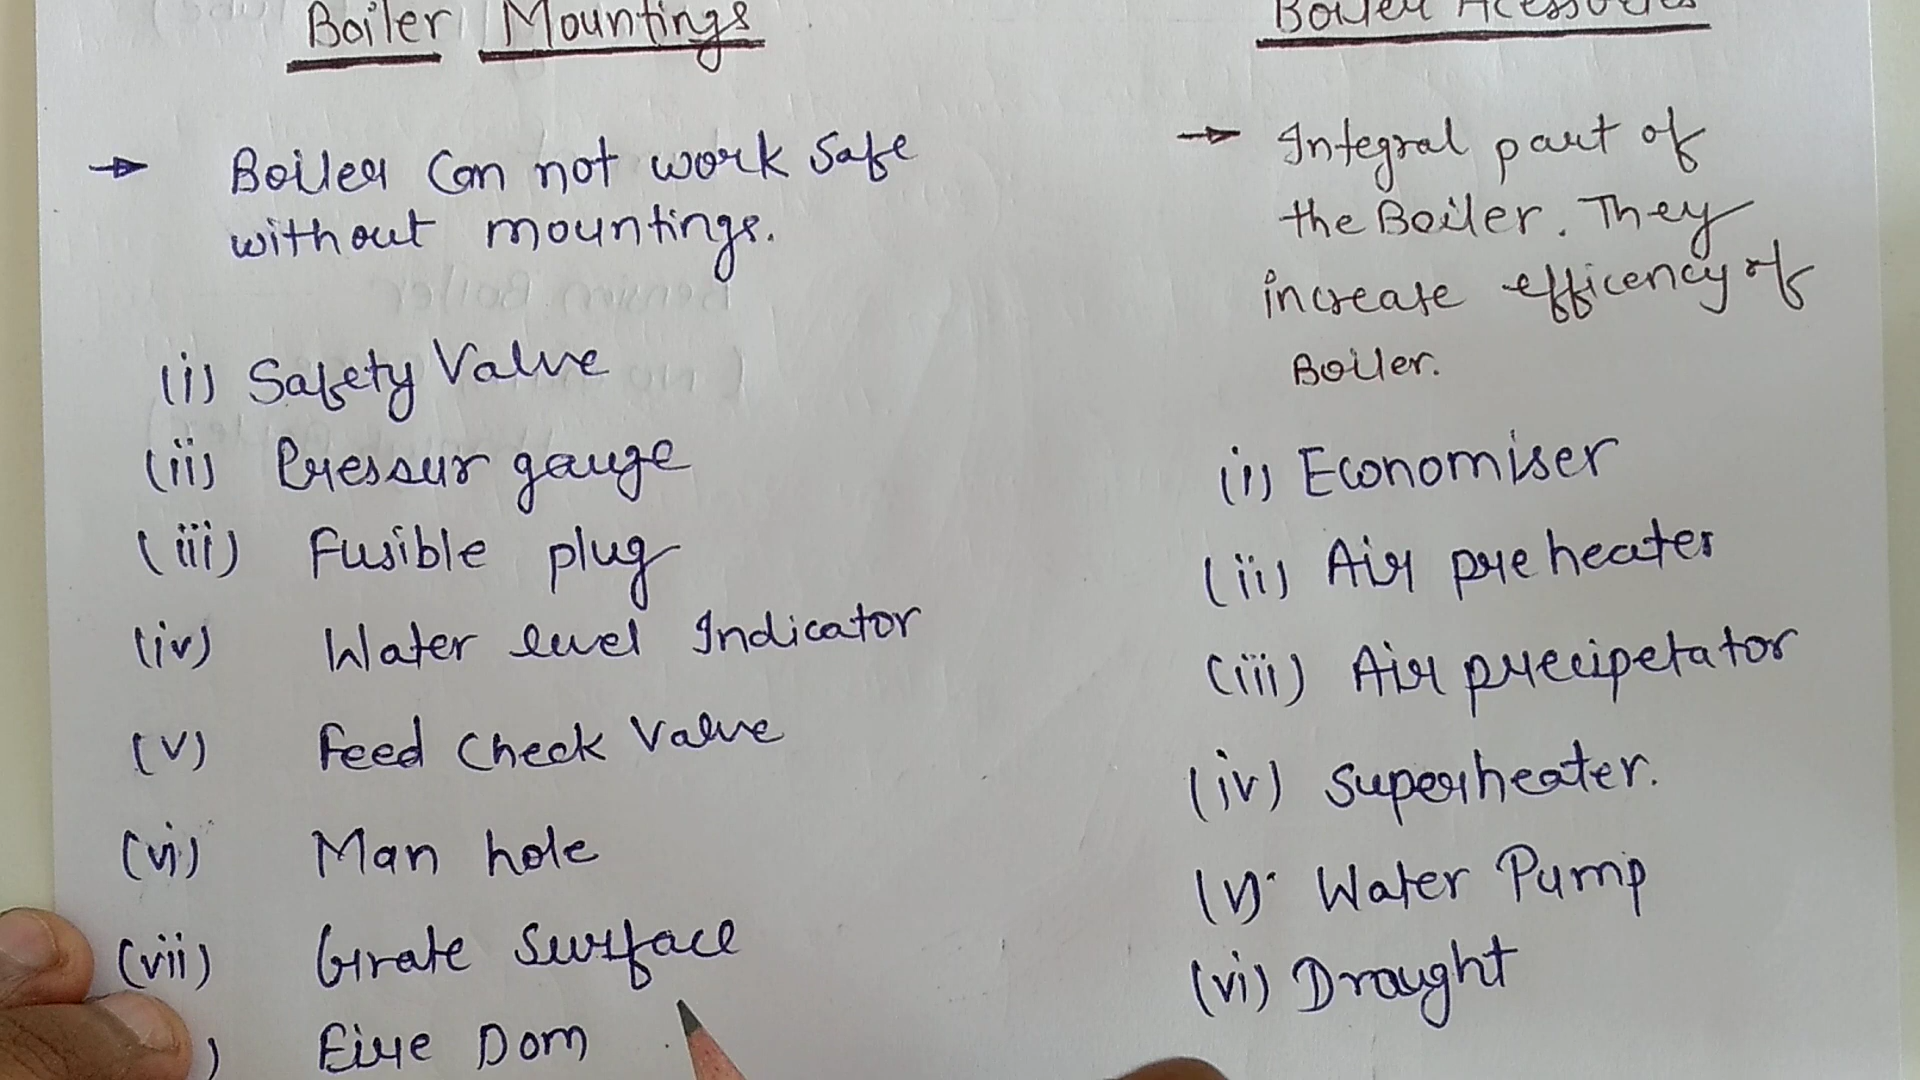 Boiler Mountings
→ Boiler Can not work Safe
without mountings.
(i) Safety Valve
(ii) Pressur gauge
(iii) Fusible plug
(iv) Water level Indicator
(v) Feed Check Valve
(vi) Man hole
(vii) Grate Surface
) Fire Dom
Boiler Acessories
→ Integral part of
the Boiler. They
increase efficency of
Boiler.
(i) Economiser
(ii) Air preheater
(iii) Air precipetator
(iv) Superheater.
(v) Water Pump
(vi) Draught